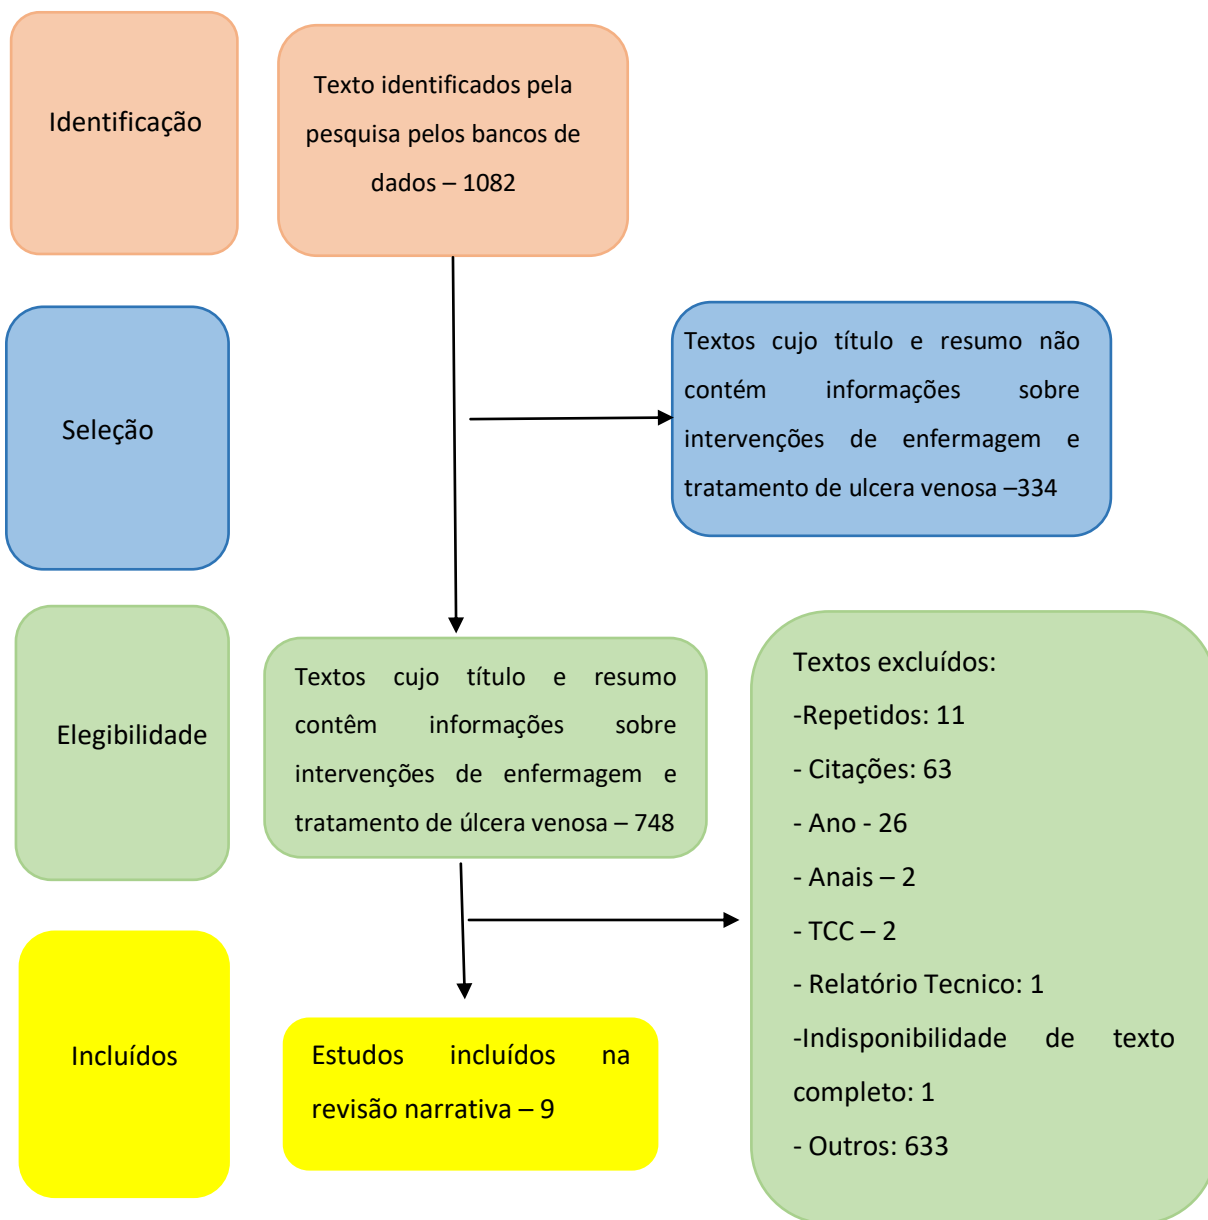 Identificação
Texto identificados pela
pesquisa pelos bancos de
dados – 1082
Seleção
Textos cujo título e resumo não
contém informações sobre
intervenções de enfermagem e
tratamento de ulcera venosa –334
Elegibilidade
Textos cujo título e resumo
contêm informações sobre
intervenções de enfermagem e
tratamento de úlcera venosa – 748
Textos excluídos:
-Repetidos: 11
- Citações: 63
- Ano - 26
- Anais – 2
- TCC – 2
- Relatório Tecnico: 1
-Indisponibilidade de texto
completo: 1
- Outros: 633
Incluídos
Estudos incluídos na
revisão narrativa – 9